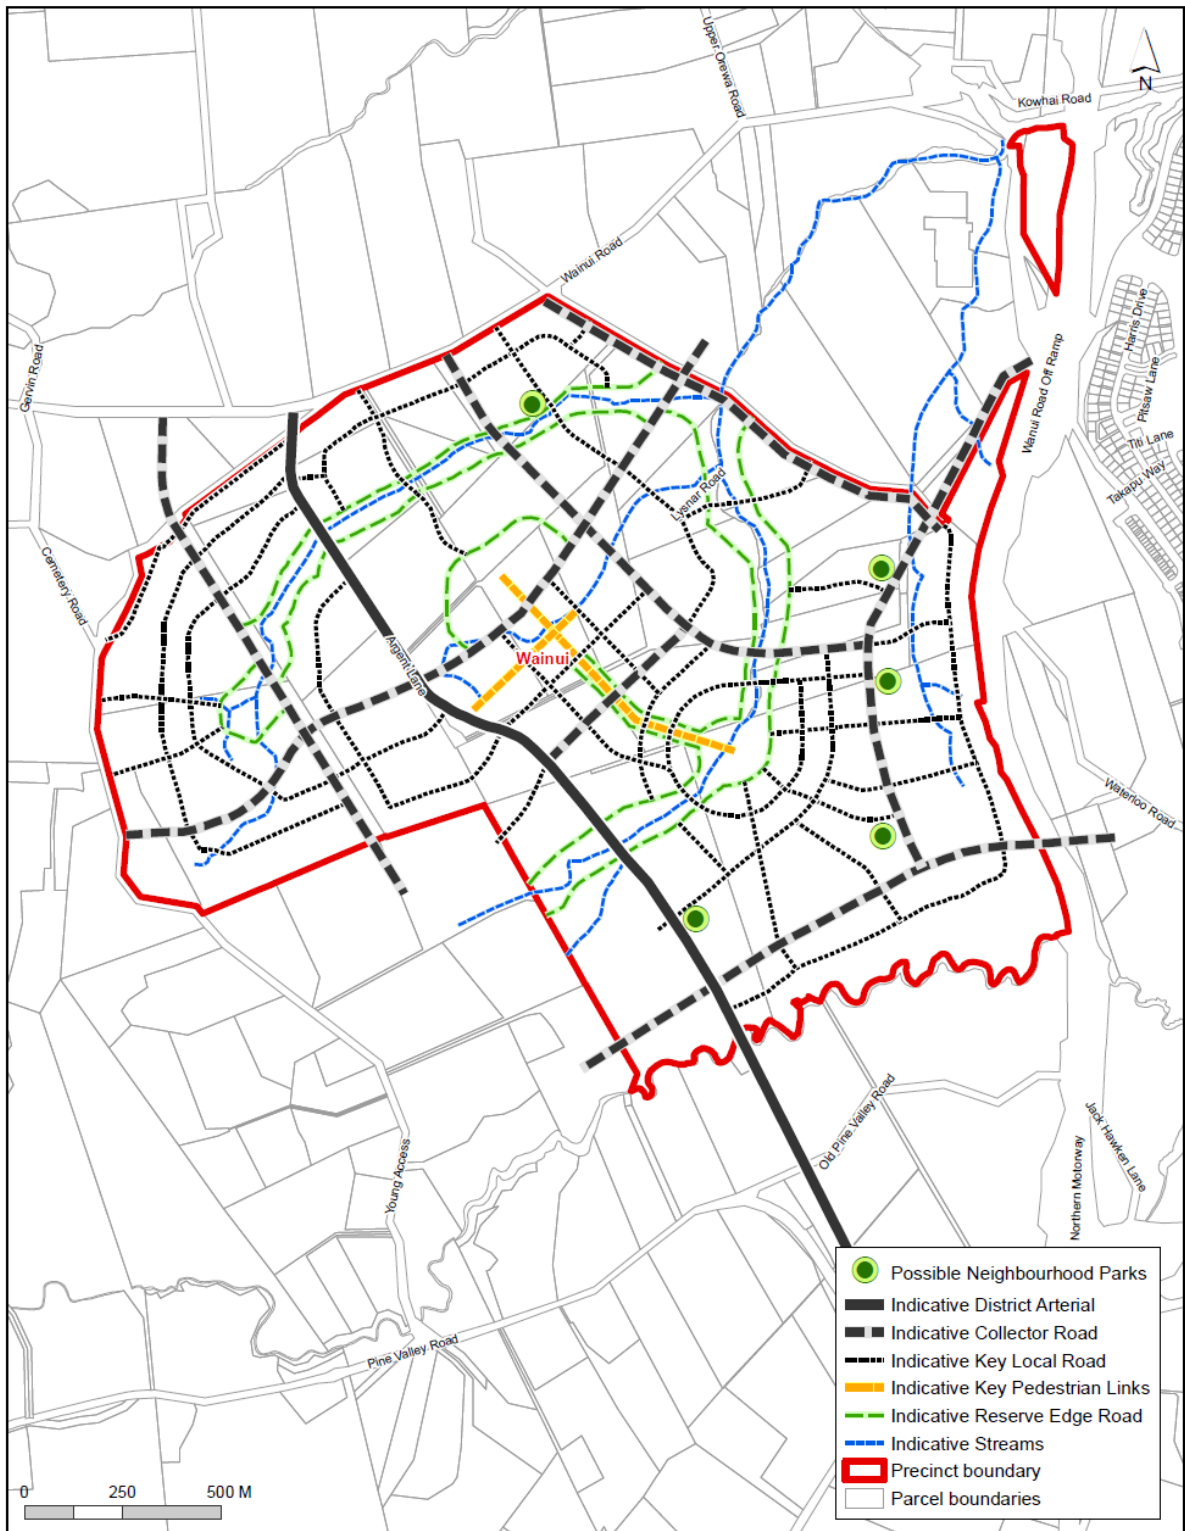 Upper Orewa Road
N
Kowhai Road
Wainui Road
Harris Drive
Gervin Road
Pitsaw Lane
Wanui Road Off Ramp
Titi Lane
Takapu Way
Lysnar Road
Cemetery Road
Argent Lane
Wainui
Waterloo Road
Old Pine Valley Road
Jack Hawken Lane
Young Access
Northern Motorway
Pine Valley Road
Possible Neighbourhood Parks
Indicative District Arterial
Indicative Collector Road
Indicative Key Local Road
Indicative Key Pedestrian Links
Indicative Reserve Edge Road
Indicative Streams
Precinct boundary
Parcel boundaries
0 250 500 M